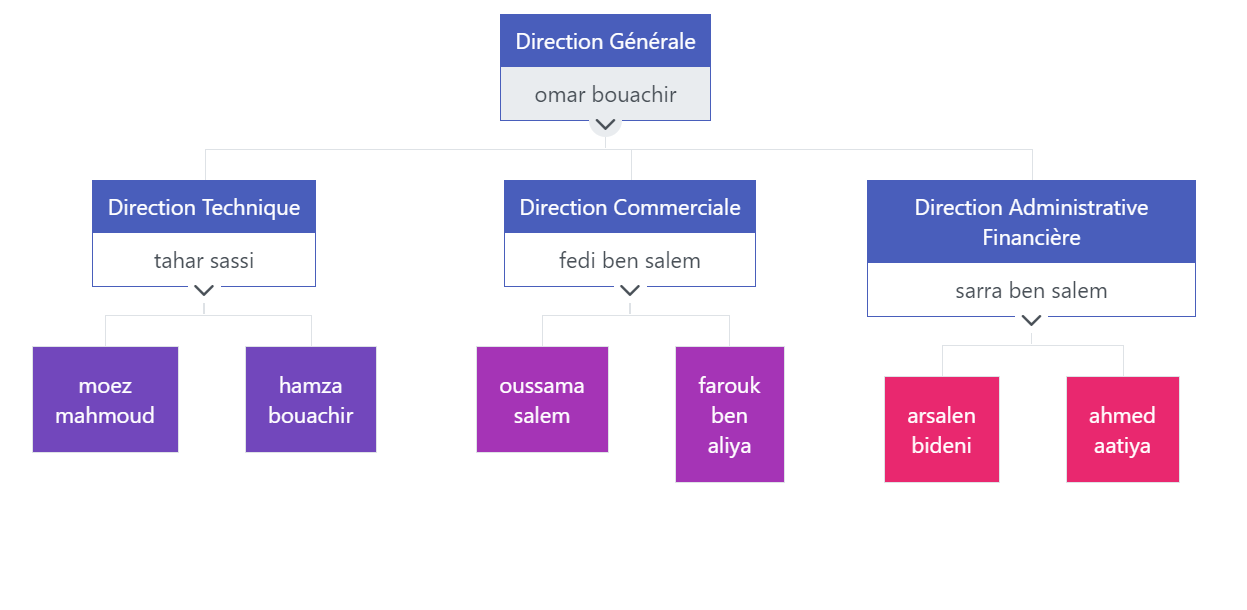 Direction Générale
omar bouachir
Direction Technique
tahar sassi
Direction Commerciale
fedi ben salem
Direction Administrative
Financière
sarra ben salem
moez
mahmoud
hamza
bouachir
oussama
salem
farouk
ben
aliya
arsalen
bideni
ahmed
aatiya